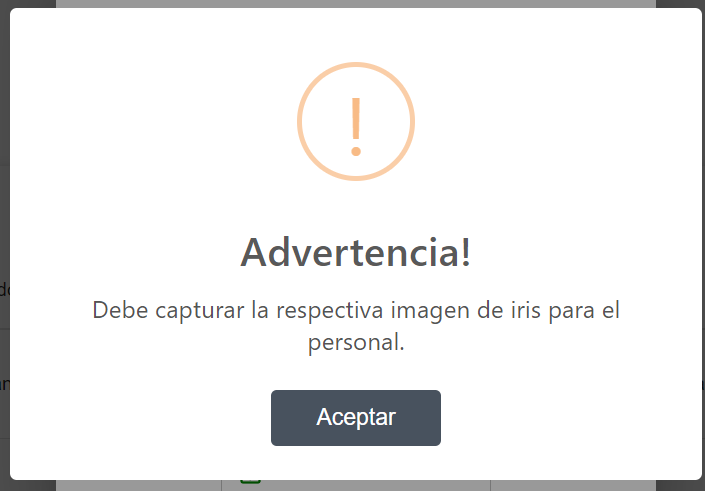 Advertencia!
Debe capturar la respectiva imagen de iris para el
personal.
Aceptar